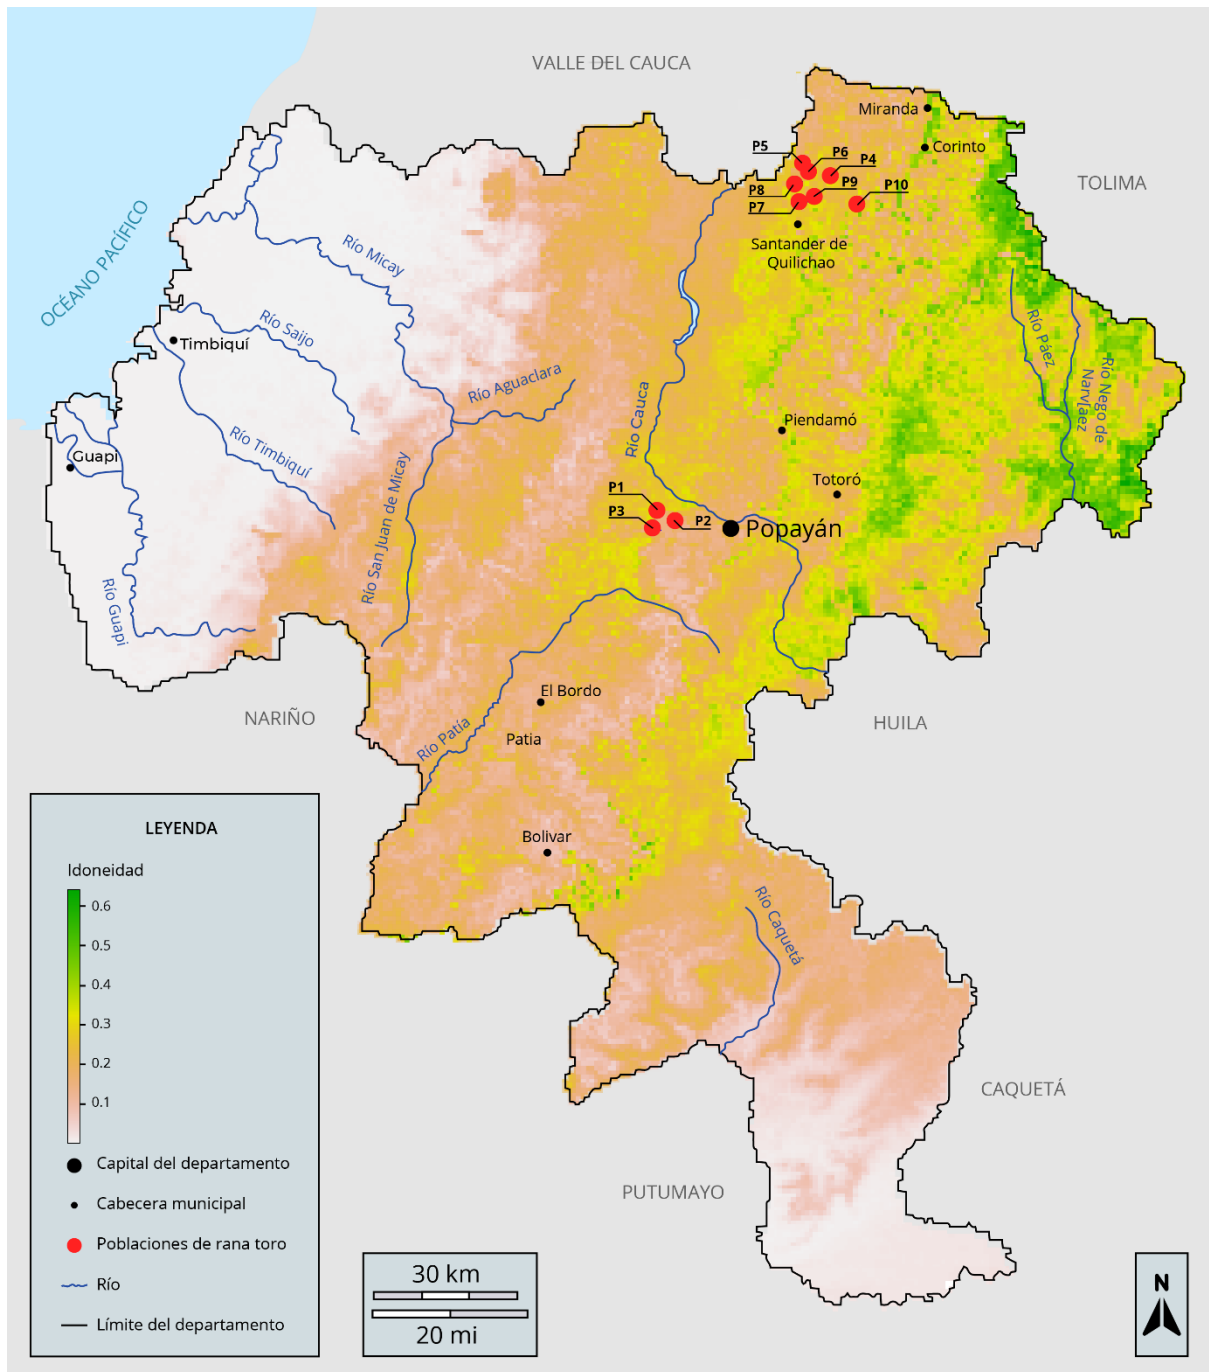 VALLE DEL CAUCA
Miranda
Corinto
TOLIMA
P5
P6
P4
P8
P9
P10
P7
Santander de
Quilichao
OCÉANO PACÍFICO
Río Micay
Río Saijo
Timbiquí
Río Aguaclara
Río Cauca
Río Páez
Río Nego de
Narvĺaez
Piendamó
Guapi
Río Timbiquí
Río San Juan de Micay
Totoró
P1
P3
P2
Popayán
Río Guapi
El Bordo
NARIÑO
HUILA
Río Patía
Patia
Bolivar
Río Caquetá
CAQUETÁ
PUTUMAYO
LEYENDA
Idoneidad
0.6
0.5
0.4
0.3
0.2
0.1
Capital del departamento
Cabecera municipal
Poblaciones de rana toro
Río
Límite del departamento
30 km
20 mi
N